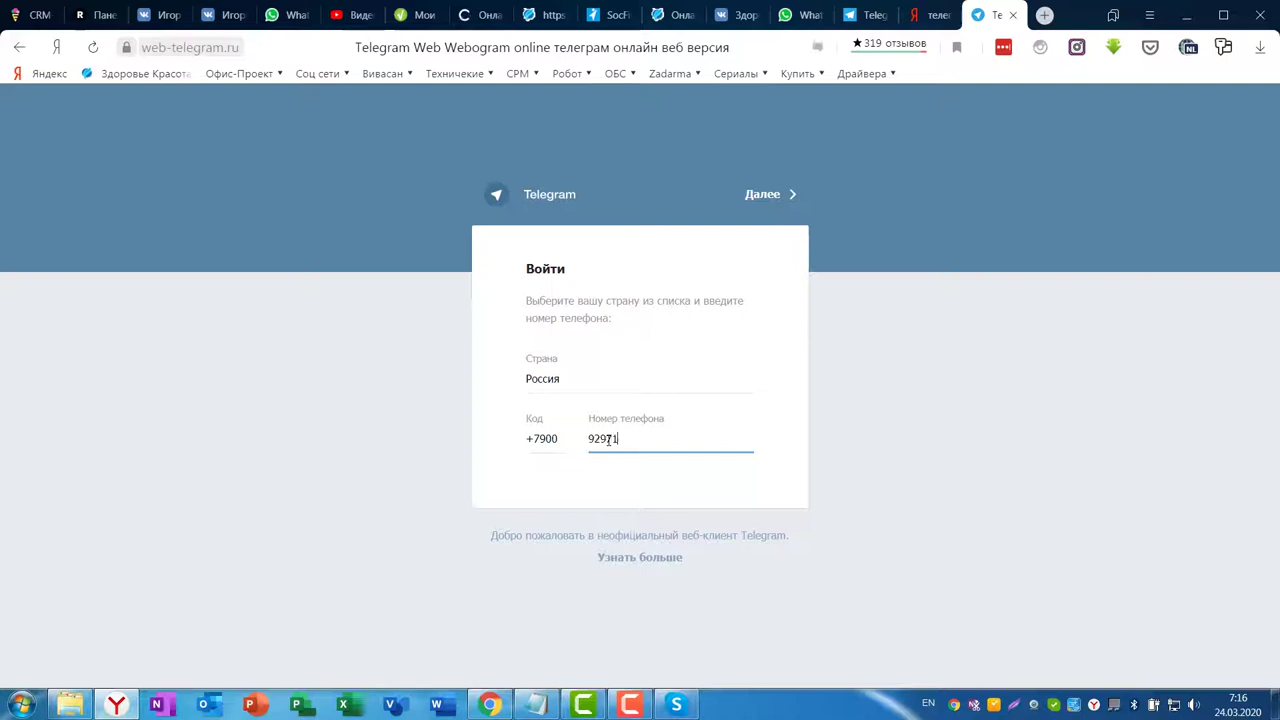 CRM
Пане
Игор
Игор
What
Виде
Мои
Онла
https
SocFi
Онла
Здор
What
Teleg
теле
Те
web-telegram.ru
Telegram Web Webogram online телеграм онлайн веб версия
★319 отзывов
Яндекс
Здоровье Красота
Офис-Проект
Соц сети
Вивасан
Технические
СРМ
Робот
ОБС
Zadarma
Сериалы
Купить
Драйвера
Telegram
Далее
Войти
Выберите вашу страну из списка и введите
номер телефона:
Страна
Россия
Код
Номер телефона
+7900
92971
Добро пожаловать в неофициальный веб-клиент Telegram.
Узнать больше
EN
7:16
24.03.2020